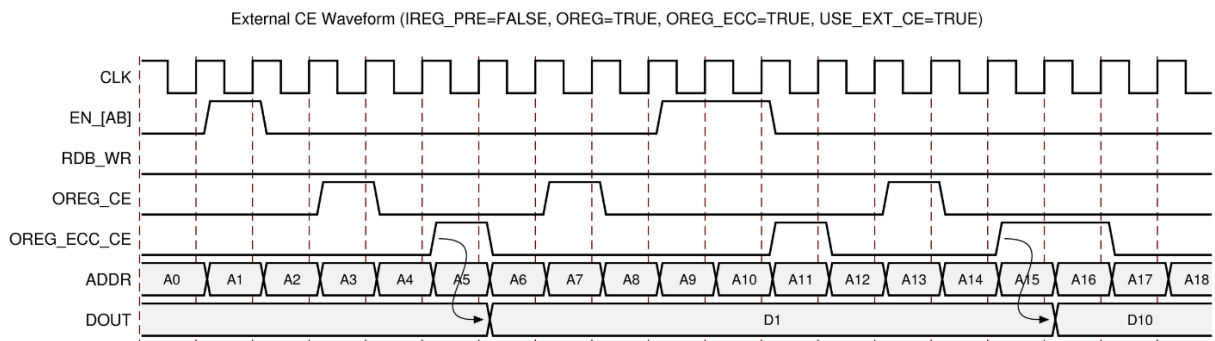 External CE Waveform (IREG_PRE=FALSE, OREG=TRUE, OREG_ECC=TRUE, USE_EXT_CE=TRUE)
CLK
EN_[AB]
RDB_WR
OREG_CE
OREG_ECC_CE
ADDR A0 A1 A2 A3 A4 A5 A6 A7 A8 A9 A10 A11 A12 A13 A14 A15 A16 A17 A18
DOUT D1 D10